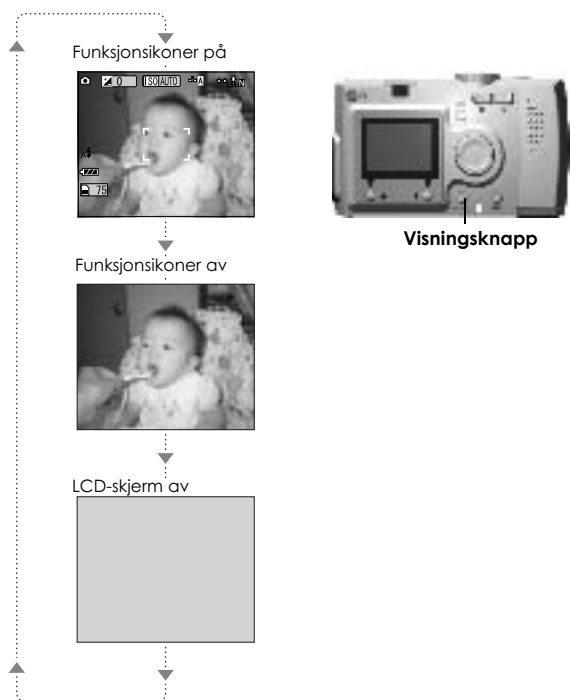 Funksjonsikoner på
0 ISO AUTO A N
A
75
Visningsknapp
Funksjonsikoner av
LCD-skjerm av